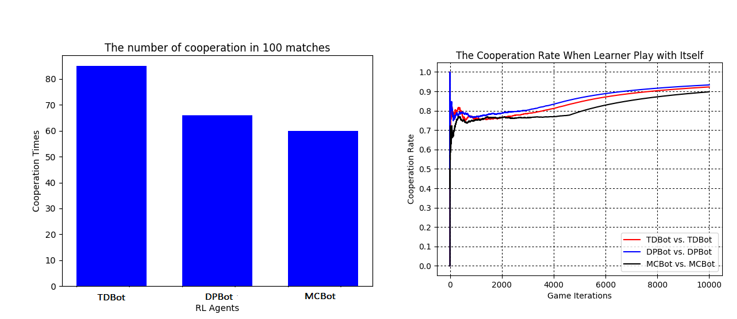 The number of cooperation in 100 matches
Cooperation Times
80
70
60
50
40
30
20
10
0
TDBot DPBot MCBot
RL Agents
The Cooperation Rate When Learner Play with Itself
Cooperation Rate
1.0
0.9
0.8
0.7
0.6
0.5
0.4
0.3
0.2
0.1
0.0
TDBot vs. TDBot
DPBot vs. DPBot
MCBot vs. MCBot
0 2000 4000 6000 8000 10000
Game Iterations